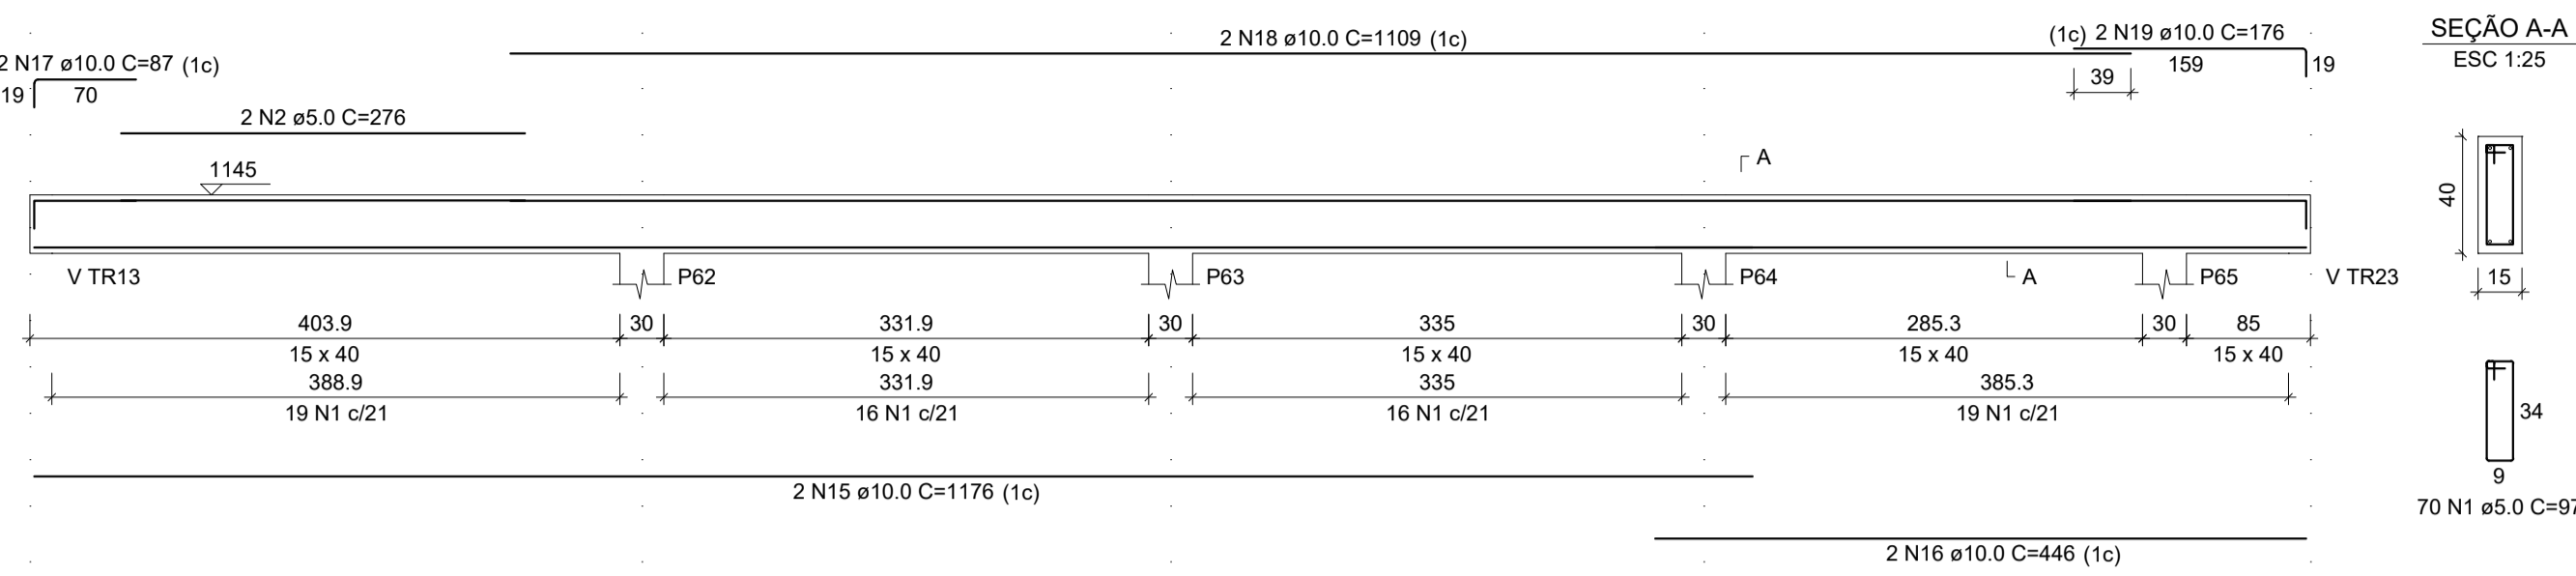 2 N18 ø10.0 C=1109 (1c)
(1c) 2 N19 ø10.0 C=176
SEÇÃO A-A
ESC 1:25
2 N17 ø10.0 C=87 (1c)
39
159
19
19
70
2 N2 ø5.0 C=276
1145
A
40
15
V TR13
P62
P63
P64
A
P65
V TR23
403.9
30
331.9
30
335
30
285.3
30
85
15 x 40
15 x 40
15 x 40
15 x 40
15 x 40
388.9
331.9
335
385.3
19 N1 c/21
16 N1 c/21
16 N1 c/21
19 N1 c/21
34
9
2 N15 ø10.0 C=1176 (1c)
70 N1 ø5.0 C=97
2 N16 ø10.0 C=446 (1c)